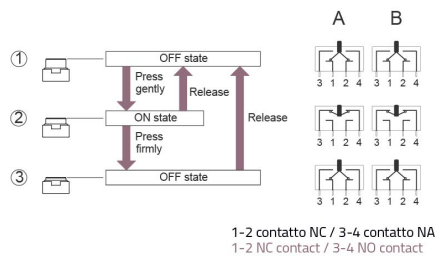 A B
① OFF state
3 1 2 4 3 1 2 4
Press
gently
Release
② ON state
3 1 2 4 3 1 2 4
Press
firmly
Release
③ OFF state
3 1 2 4 3 1 2 4
1-2 contatto NC / 3-4 contatto NA
1-2 NC contact / 3-4 NO contact